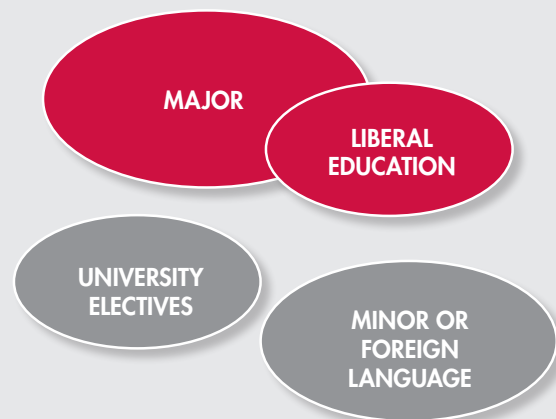 MAJOR
LIBERAL
EDUCATION
UNIVERSITY
ELECTIVES
MINOR OR
FOREIGN
LANGUAGE